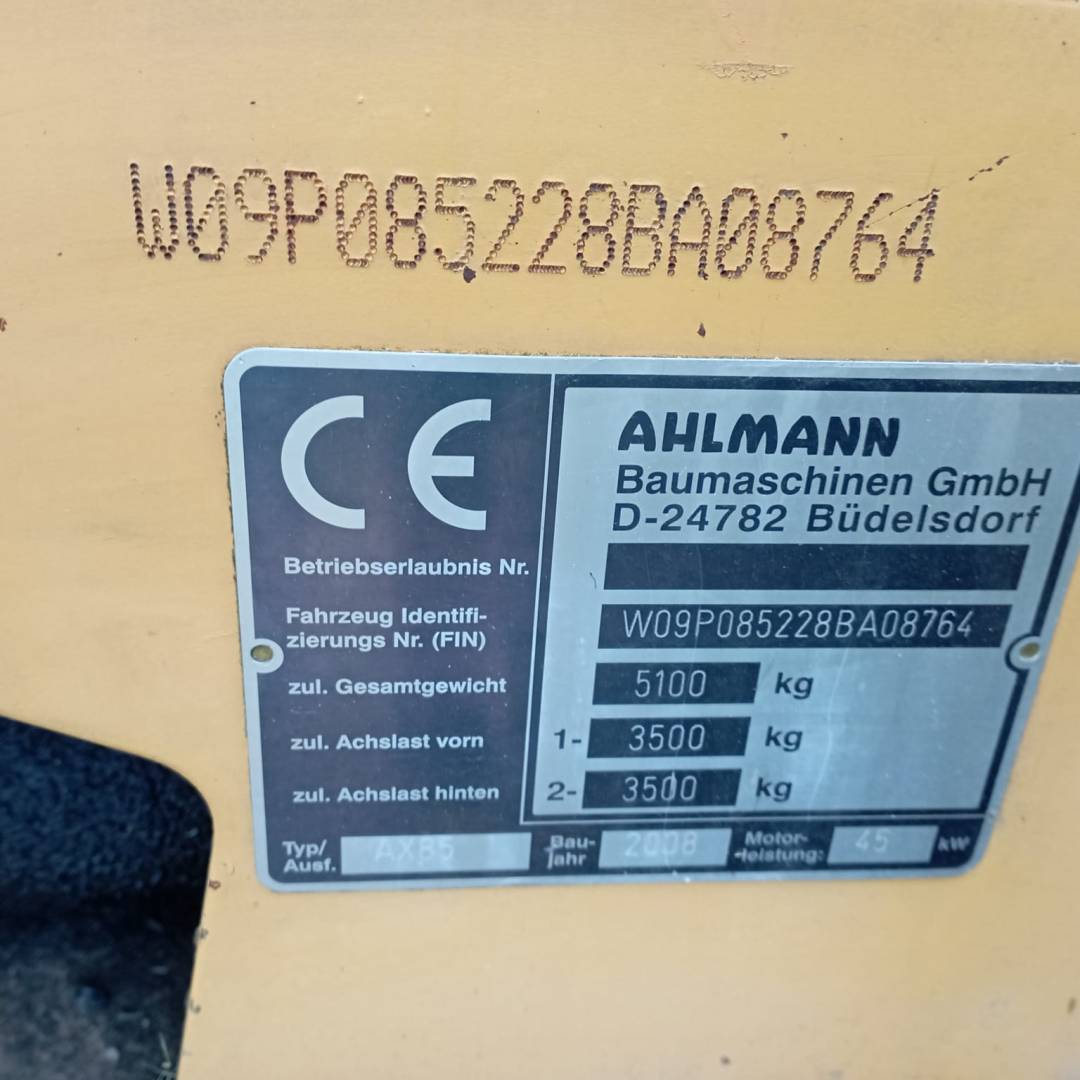 W09P085228BA08764
CE
AHLMANN
Baumaschinen GmbH
D-24782 Büdelsdorf
Betriebserlaubnis Nr.
Fahrzeug Identifi-
zierungs Nr. (FIN) W09P085228BA08764
zul. Gesamtgewicht 5100 kg
zul. Achslast vorn 1- 3500 kg
zul. Achslast hinten 2- 3500 kg
Typ/ Bau- Motor-
Ausf. AX85 jahr 2008 -leistung: 45 kW